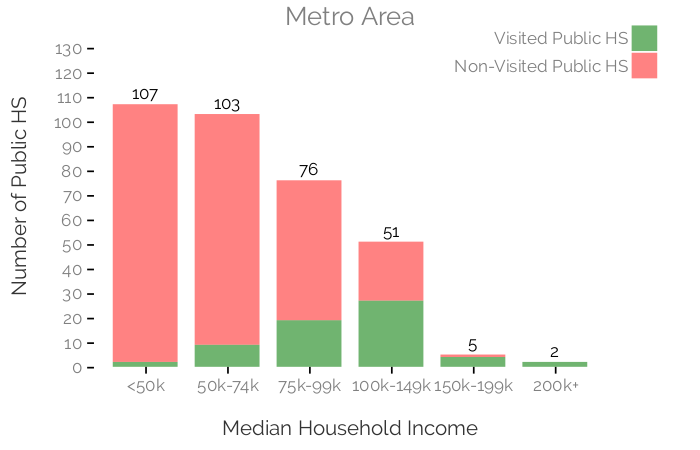 Metro Area
Visited Public HS
Non-Visited Public HS
Number of Public HS
130
120
110
100
90
80
70
60
50
40
30
20
10
0
107
103
76
51
5
2
<50k
50k-74k
75k-99k
100k-149k
150k-199k
200k+
Median Household Income